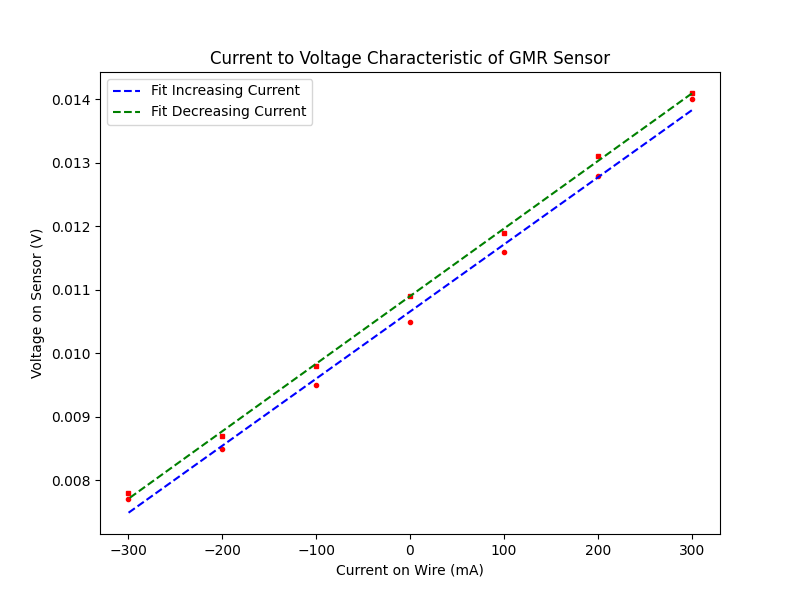 Current to Voltage Characteristic of GMR Sensor
Fit Increasing Current
Fit Decreasing Current
0.014
0.013
0.012
0.011
0.010
0.009
0.008
Voltage on Sensor (V)
−300 −200 −100 0 100 200 300
Current on Wire (mA)